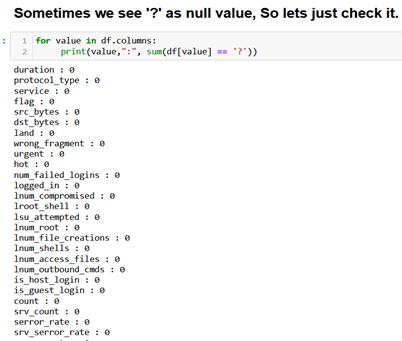 Sometimes we see '?' as null value, So lets just check it.
: 1 for value in df.columns:
2 print(value,":", sum(df[value] == '?'))
duration : 0
protocol_type : 0
service : 0
flag : 0
src_bytes : 0
dst_bytes : 0
land : 0
wrong_fragment : 0
urgent : 0
hot : 0
num_failed_logins : 0
logged_in : 0
lnum_compromised : 0
lroot_shell : 0
lsu_attempted : 0
lnum_root : 0
lnum_file_creations : 0
lnum_shells : 0
lnum_access_files : 0
lnum_outbound_cmds : 0
is_host_login : 0
is_guest_login : 0
count : 0
srv_count : 0
serror_rate : 0
srv_serror_rate : 0